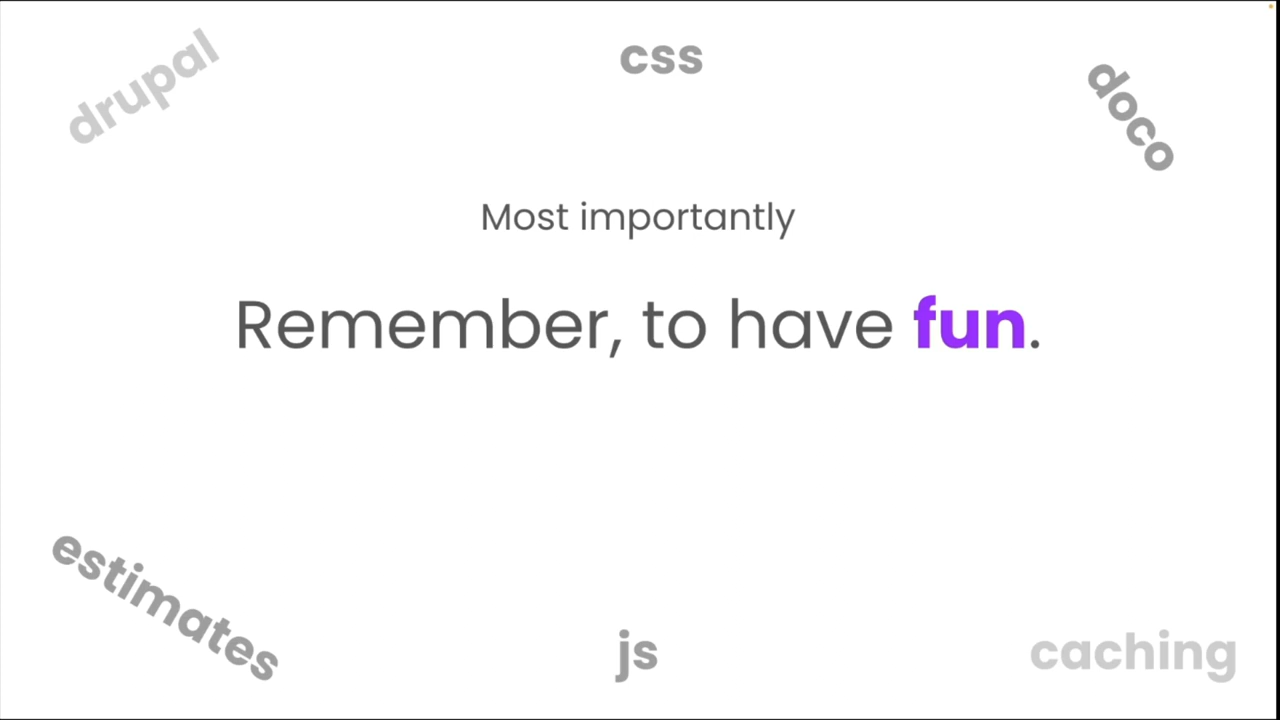 drupal
css
doco
Most importantly
Remember, to have fun.
estimates
js
caching